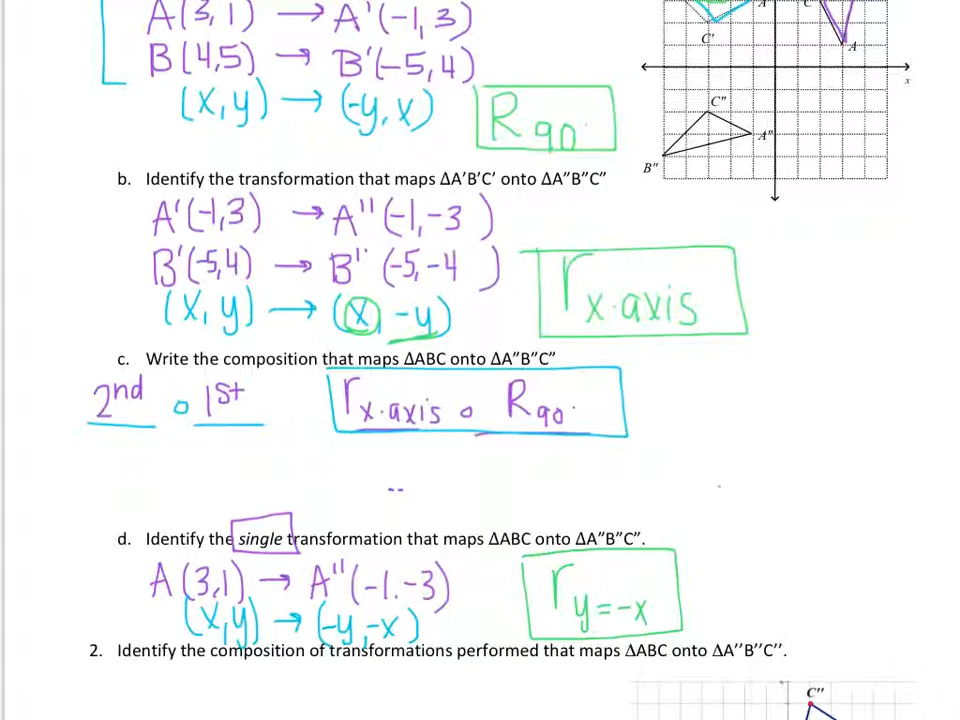 A(3,1) → A'(-1,3)
B(4,5) → B'(-5,4)
(x,y) → (-y,x) R90°
C' A
x
C"
A"
B"
b. Identify the transformation that maps ΔA'B'C' onto ΔA"B"C"
A'(-1,3) → A"(-1,-3)
B'(-5,4) → B"(-5,-4)
(x,y) → (x,-y) r x-axis
c. Write the composition that maps ΔABC onto ΔA"B"C"
2nd ∘ 1st r x-axis ∘ R90°
d. Identify the single transformation that maps ΔABC onto ΔA"B"C".
A(3,1) → A"(-1,-3) r y=-x
(x,y) → (-y,-x)
2. Identify the composition of transformations performed that maps ΔABC onto ΔA''B''C''.
C"